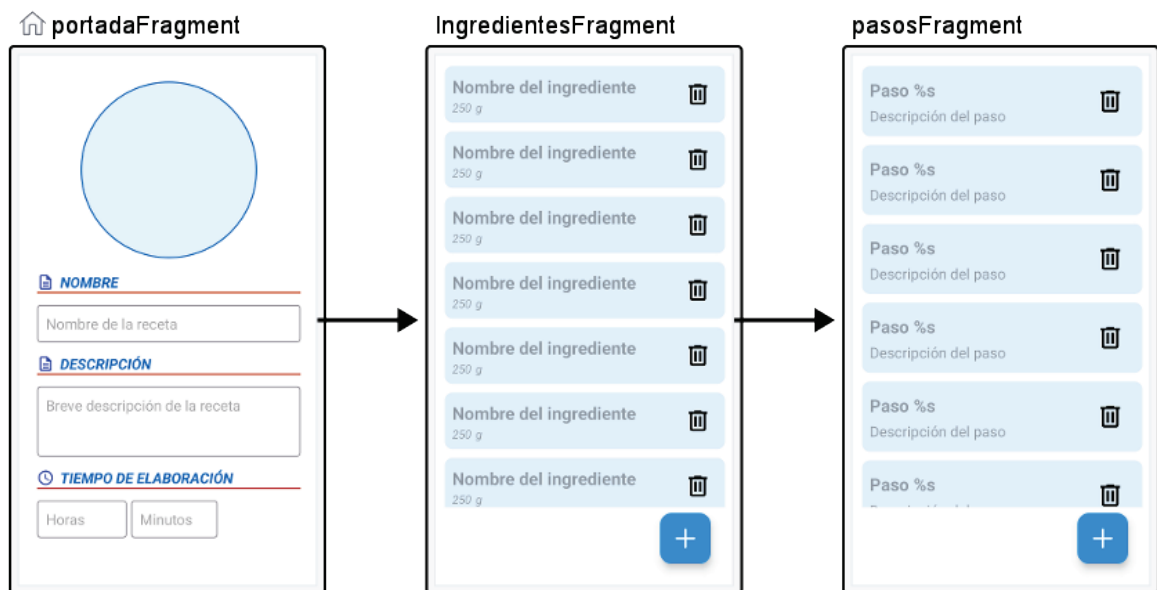 portadaFragment
NOMBRE
Nombre de la receta
DESCRIPCIÓN
Breve descripción de la receta
TIEMPO DE ELABORACIÓN
Horas
Minutos
IngredientesFragment
Nombre del ingrediente
250 g
Nombre del ingrediente
250 g
Nombre del ingrediente
250 g
Nombre del ingrediente
250 g
Nombre del ingrediente
250 g
Nombre del ingrediente
250 g
Nombre del ingrediente
250 g
+
pasosFragment
Paso %s
Descripción del paso
Paso %s
Descripción del paso
Paso %s
Descripción del paso
Paso %s
Descripción del paso
Paso %s
Descripción del paso
Paso %s
+